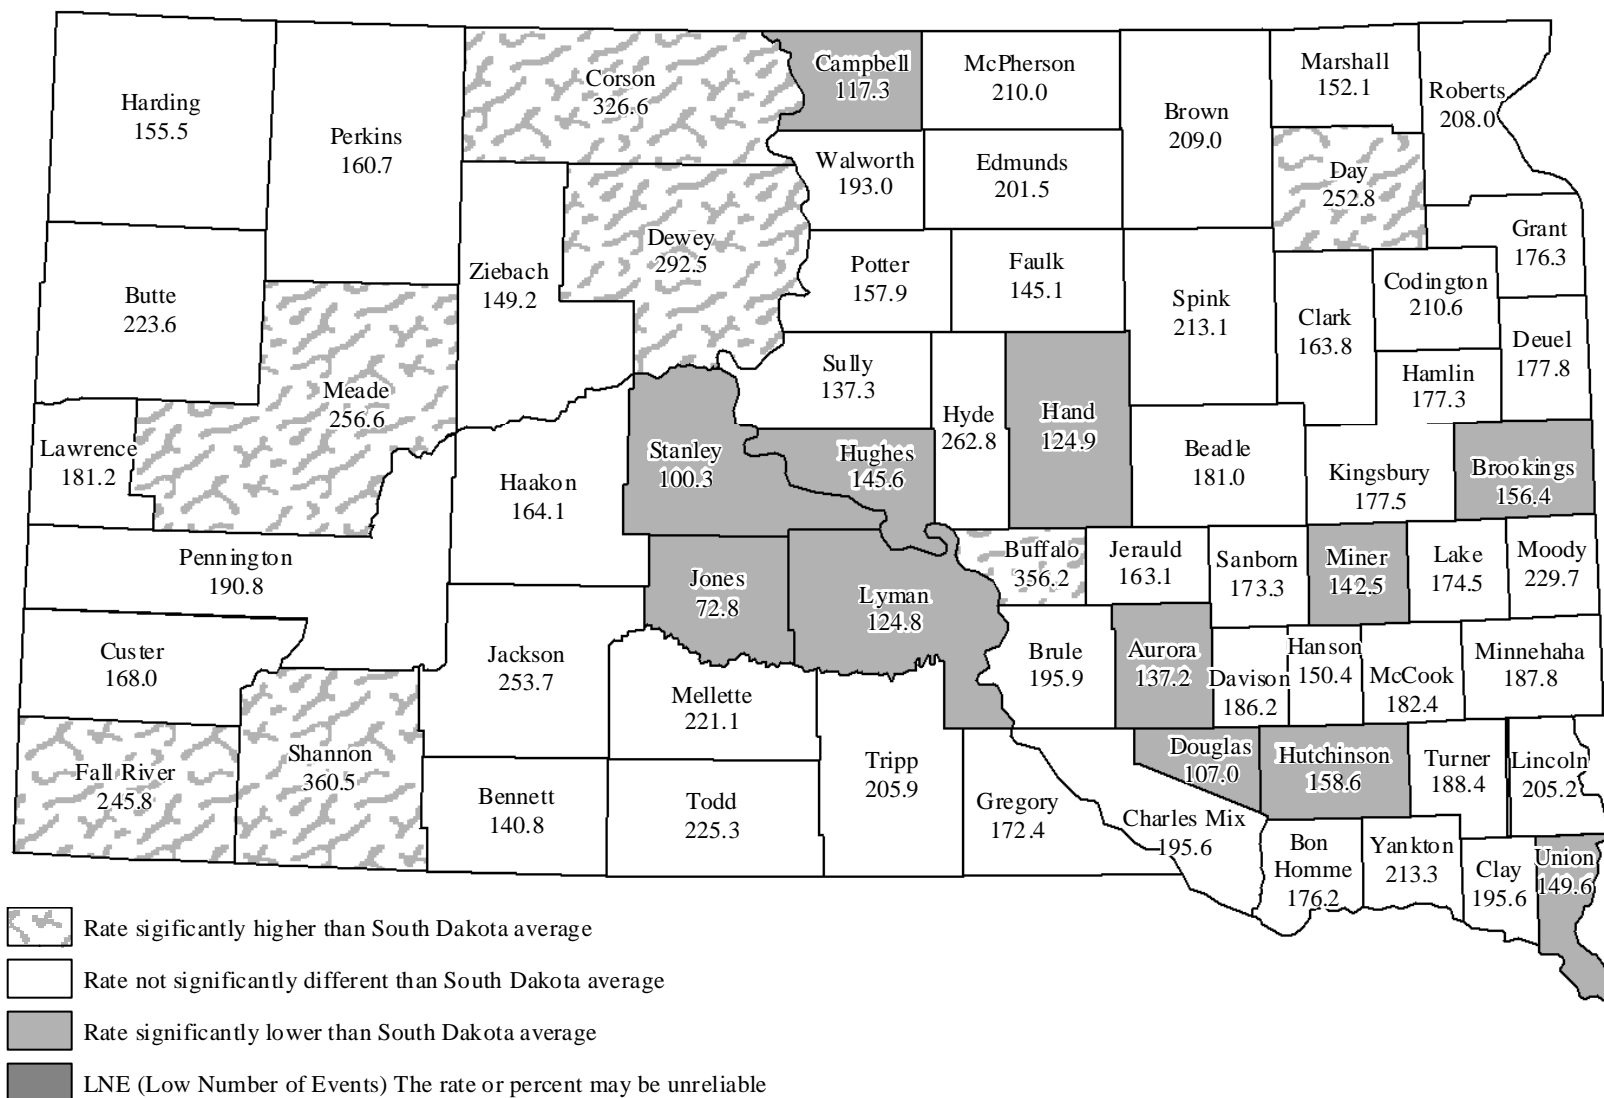 Harding
155.5
Perkins
160.7
Corson
326.6
Campbell
117.3
McPherson
210.0
Brown
209.0
Marshall
152.1
Roberts
208.0
Walworth
193.0
Edmunds
201.5
Day
252.8
Dewey
292.5
Ziebach
149.2
Potter
157.9
Faulk
145.1
Grant
176.3
Butte
223.6
Spink
213.1
Clark
163.8
Codington
210.6
Deuel
177.8
Meade
256.6
Sully
137.3
Hyde
262.8
Hand
124.9
Hamlin
177.3
Lawrence
181.2
Haakon
164.1
Stanley
100.3
Hughes
145.6
Beadle
181.0
Kingsbury
177.5
Brookings
156.4
Pennington
190.8
Jones
72.8
Lyman
124.8
Buffalo
356.2
Jerauld
163.1
Sanborn
173.3
Miner
142.5
Lake
174.5
Moody
229.7
Custer
168.0
Jackson
253.7
Mellette
221.1
Brule
195.9
Aurora
137.2
Davison
186.2
Hanson
150.4
McCook
182.4
Minnehaha
187.8
Fall River
245.8
Shannon
360.5
Bennett
140.8
Todd
225.3
Tripp
205.9
Gregory
172.4
Charles Mix
195.6
Douglas
107.0
Hutchinson
158.6
Turner
188.4
Lincoln
205.2
Bon
Homme
176.2
Yankton
213.3
Clay
195.6
Union
149.6
Rate sigificantly higher than South Dakota average
Rate not significantly different than South Dakota average
Rate significantly lower than South Dakota average
LNE (Low Number of Events) The rate or percent may be unreliable